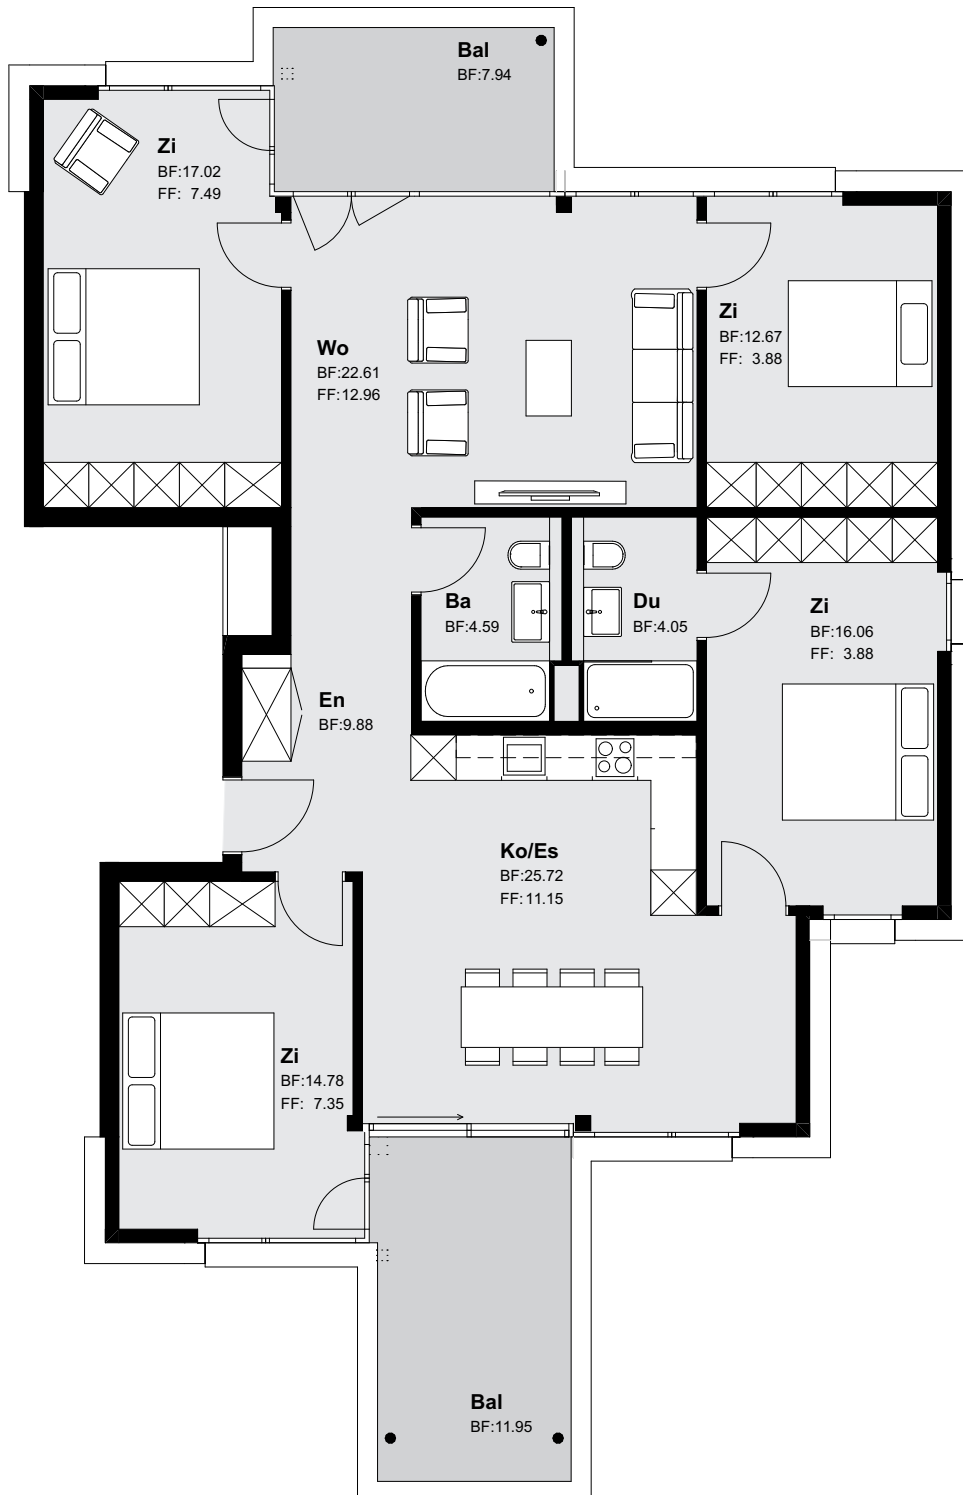 Bal
BF:7.94
Zi
BF:17.02
FF: 7.49
Zi
BF:12.67
FF: 3.88
Wo
BF:22.61
FF:12.96
Ba
BF:4.59
Du
BF:4.05
Zi
BF:16.06
FF: 3.88
En
BF:9.88
Ko/Es
BF:25.72
FF:11.15
Zi
BF:14.78
FF: 7.35
Bal
BF:11.95